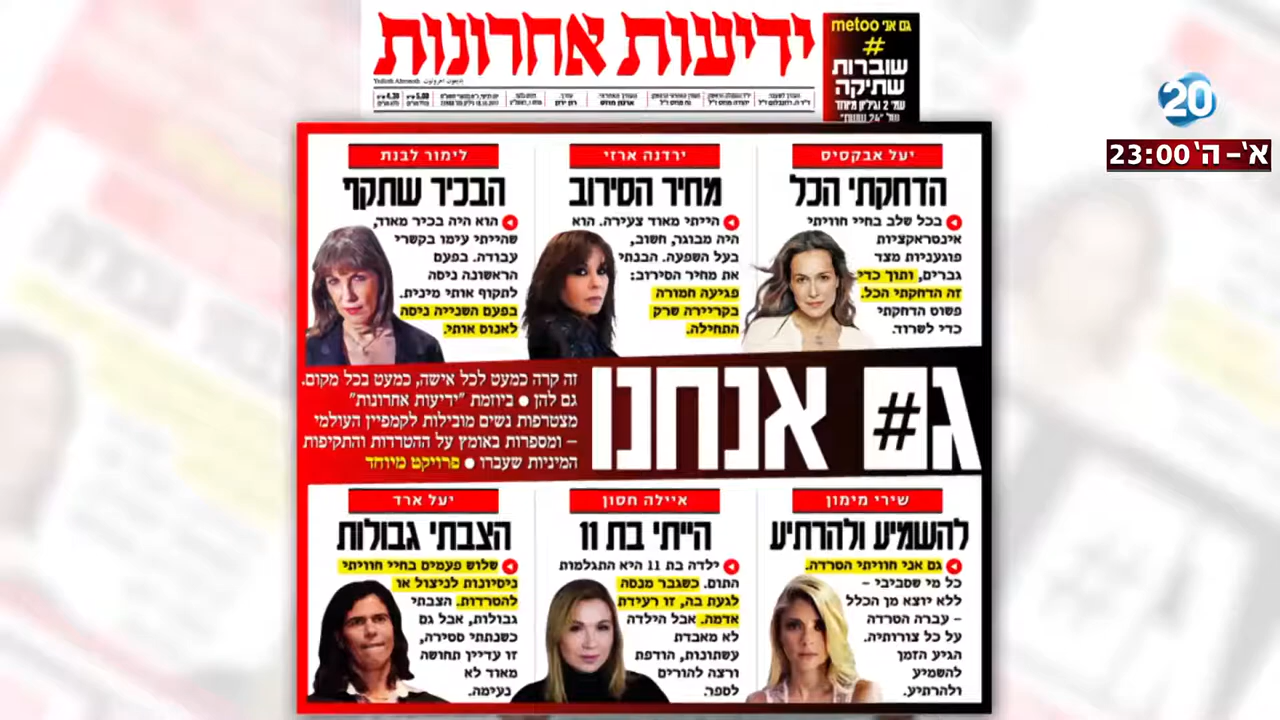 ידיעות אחרונות
גם אני metoo
#
שוברות
שתיקה
Yedioth Ahronoth
20
א'–ה' 23:00
יעל אבקסיס
הדחקתי הכל
בכל שלב בחיי חוויתי
אינטראקציות
פוגעניות מצד
גברים, ותוך כדי
זה הדחקתי הכל.
פשוט הדחקתי
כדי לשרוד.
ירדנה ארזי
מחיר הסירוב
הייתי מאוד צעירה. הוא
היה מבוגר, חשוב,
בעל השפעה. הבנתי
את מחיר הסירוב:
פגיעה חמורה
בקריירה שרק
התחילה.
לימור לבנת
הבכיר שתקף
הוא היה בכיר מאוד,
שהייתי עימו בקשרי
עבודה. בפעם
הראשונה ניסה
לתקוף אותי מינית.
בפעם השנייה ניסה
לאנוס אותי.
גם# אנחנו
זה קרה כמעט לכל אישה, כמעט בכל מקום.
גם להן • ביוזמת "ידיעות אחרונות"
מצטרפות נשים מובילות לקמפיין העולמי
– ומספרות באומץ על ההטרדות והתקיפות
המיניות שעברו • פרויקט מיוחד
שירי מימון
להשמיע ולהרתיע
גם אני חוויתי הטרדה.
כל מי שסביבי –
ללא יוצא מן הכלל
– עברה הטרדה
על כל צורותיה.
הגיע הזמן
להשמיע
ולהרתיע.
איילה חסון
הייתי בת 11
ילדה בת 11 היא התגלמות
התום. כשגבר מנסה
לגעת בה, זו רעידת
אדמה. אבל הילדה
לא מאבדת
עשתונות, הודפת
ורצה להורים
לספר.
יעל ארד
הצבתי גבולות
שלוש פעמים בחיי חוויתי
ניסיונות לניצול או
להטרדות. הצבתי
גבולות, אבל גם
כשנתתי סטירה,
זו עדיין תחושה
מאוד לא
נעימה.